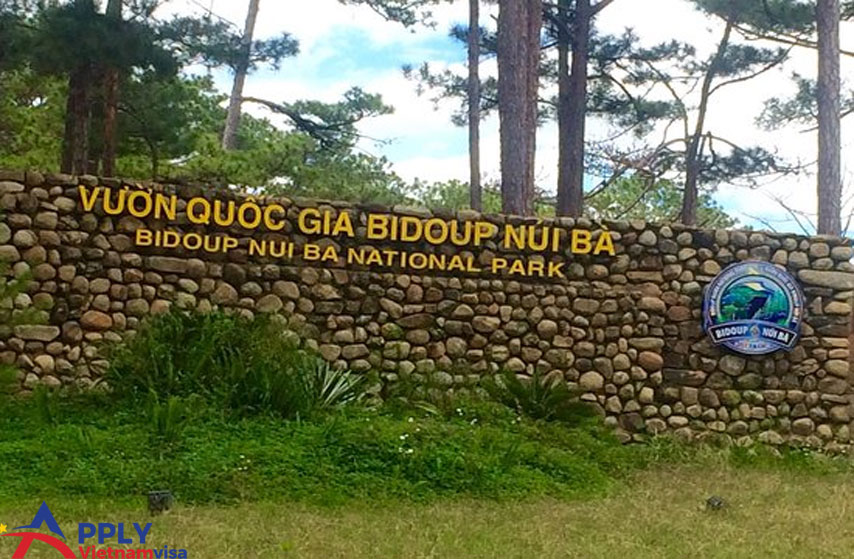 VƯỜN QUỐC GIA BIDOUP NÚI BÀ
BIDOUP NUI BA NATIONAL PARK
BIDOUP NÚI BÀ
APPLY
Vietnamvisa